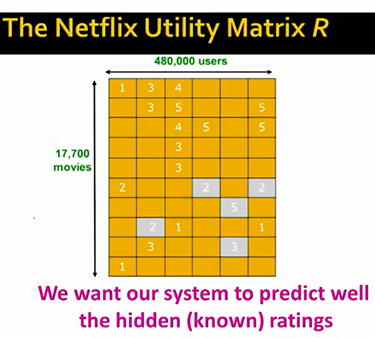 The Netflix Utility Matrix R
480,000 users
17,700
movies
1 3 4
3 5 5
4 5 5
3
3
2 2 2
5
2 1 1
3 3
1
We want our system to predict well
the hidden (known) ratings